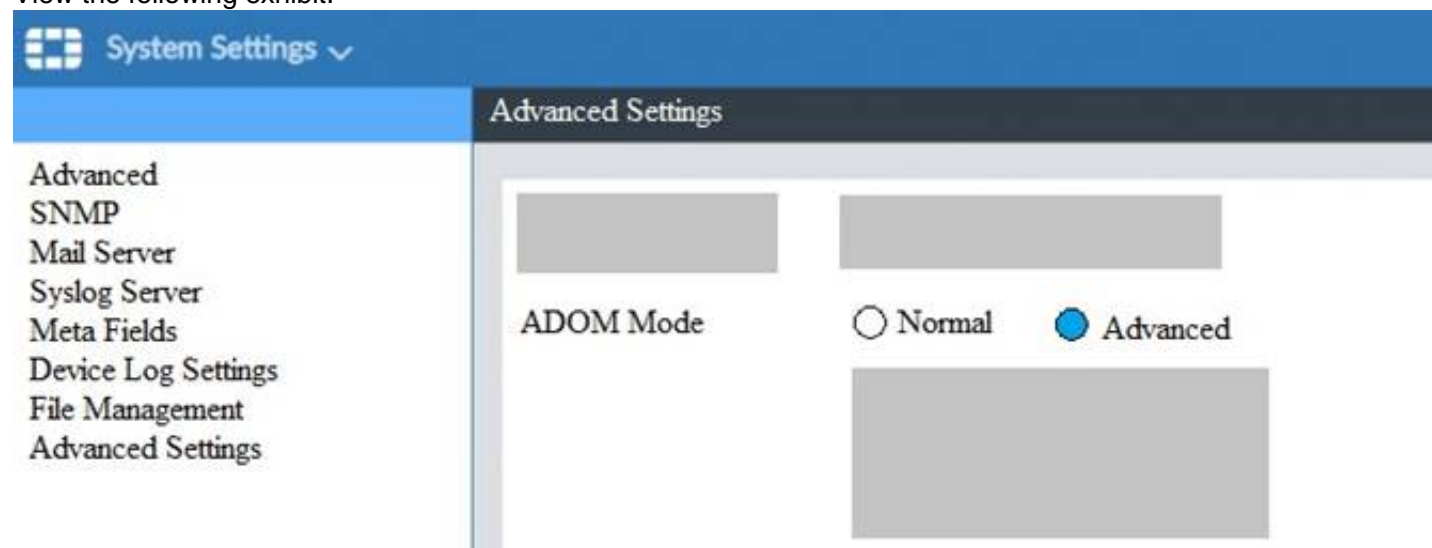 View the following exhibit.
System Settings
Advanced Settings
Advanced
SNMP
Mail Server
Syslog Server
Meta Fields
Device Log Settings
File Management
Advanced Settings
ADOM Mode
Normal
Advanced